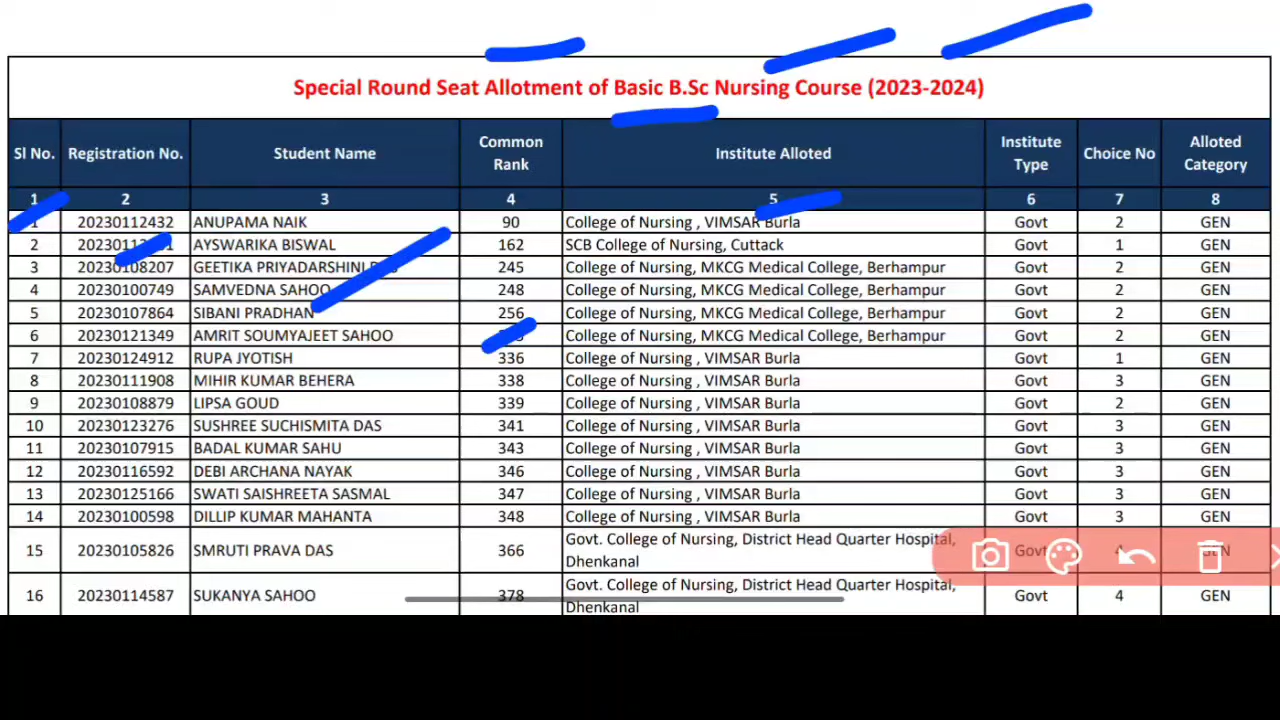 Special Round Seat Allotment of Basic B.Sc Nursing Course (2023-2024)
Sl No. Registration No. Student Name Common Rank Institute Alloted Institute Type Choice No Alloted Category
1 2 3 4 5 6 7 8
1 20230112432 ANUPAMA NAIK 90 College of Nursing , VIMSAR Burla Govt 2 GEN
2 AYSWARIKA BISWAL 162 SCB College of Nursing, Cuttack Govt 1 GEN
3 20230108207 GEETIKA PRIYADARSHINI 245 College of Nursing, MKCG Medical College, Berhampur Govt 2 GEN
4 20230100749 SAMVEDNA SAHOO 248 College of Nursing, MKCG Medical College, Berhampur Govt 2 GEN
5 20230107864 SIBANI PRADHAN 256 College of Nursing, MKCG Medical College, Berhampur Govt 2 GEN
6 20230121349 AMRIT SOUMYAJEET SAHOO College of Nursing, MKCG Medical College, Berhampur Govt 2 GEN
7 20230124912 RUPA JYOTISH 336 College of Nursing , VIMSAR Burla Govt 1 GEN
8 20230111908 MIHIR KUMAR BEHERA 338 College of Nursing , VIMSAR Burla Govt 3 GEN
9 20230108879 LIPSA GOUD 339 College of Nursing , VIMSAR Burla Govt 2 GEN
10 20230123276 SUSHREE SUCHISMITA DAS 341 College of Nursing , VIMSAR Burla Govt 3 GEN
11 20230107915 BADAL KUMAR SAHU 343 College of Nursing , VIMSAR Burla Govt 3 GEN
12 20230116592 DEBI ARCHANA NAYAK 346 College of Nursing , VIMSAR Burla Govt 3 GEN
13 20230125166 SWATI SAISHREETA SASMAL 347 College of Nursing , VIMSAR Burla Govt 3 GEN
14 20230100598 DILLIP KUMAR MAHANTA 348 College of Nursing , VIMSAR Burla Govt 3 GEN
15 20230105826 SMRUTI PRAVA DAS 366 Govt. College of Nursing, District Head Quarter Hospital, Dhenkanal Govt 4 GEN
16 20230114587 SUKANYA SAHOO 378 Govt. College of Nursing, District Head Quarter Hospital, Dhenkanal Govt 4 GEN